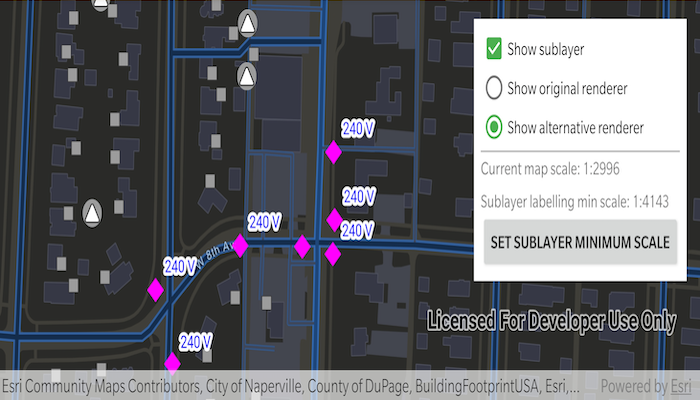 Show sublayer
Show original renderer
Show alternative renderer
Current map scale: 1:2996
Sublayer labelling min scale: 1:4143
SET SUBLAYER MINIMUM SCALE
240 V
240 V
240 V
240 V
W 8th Av
240 V
240 V
Licensed For Developer Use Only
Esri Community Maps Contributors, City of Naperville, County of DuPage, BuildingFootprintUSA, Esri,...
Powered by Esri